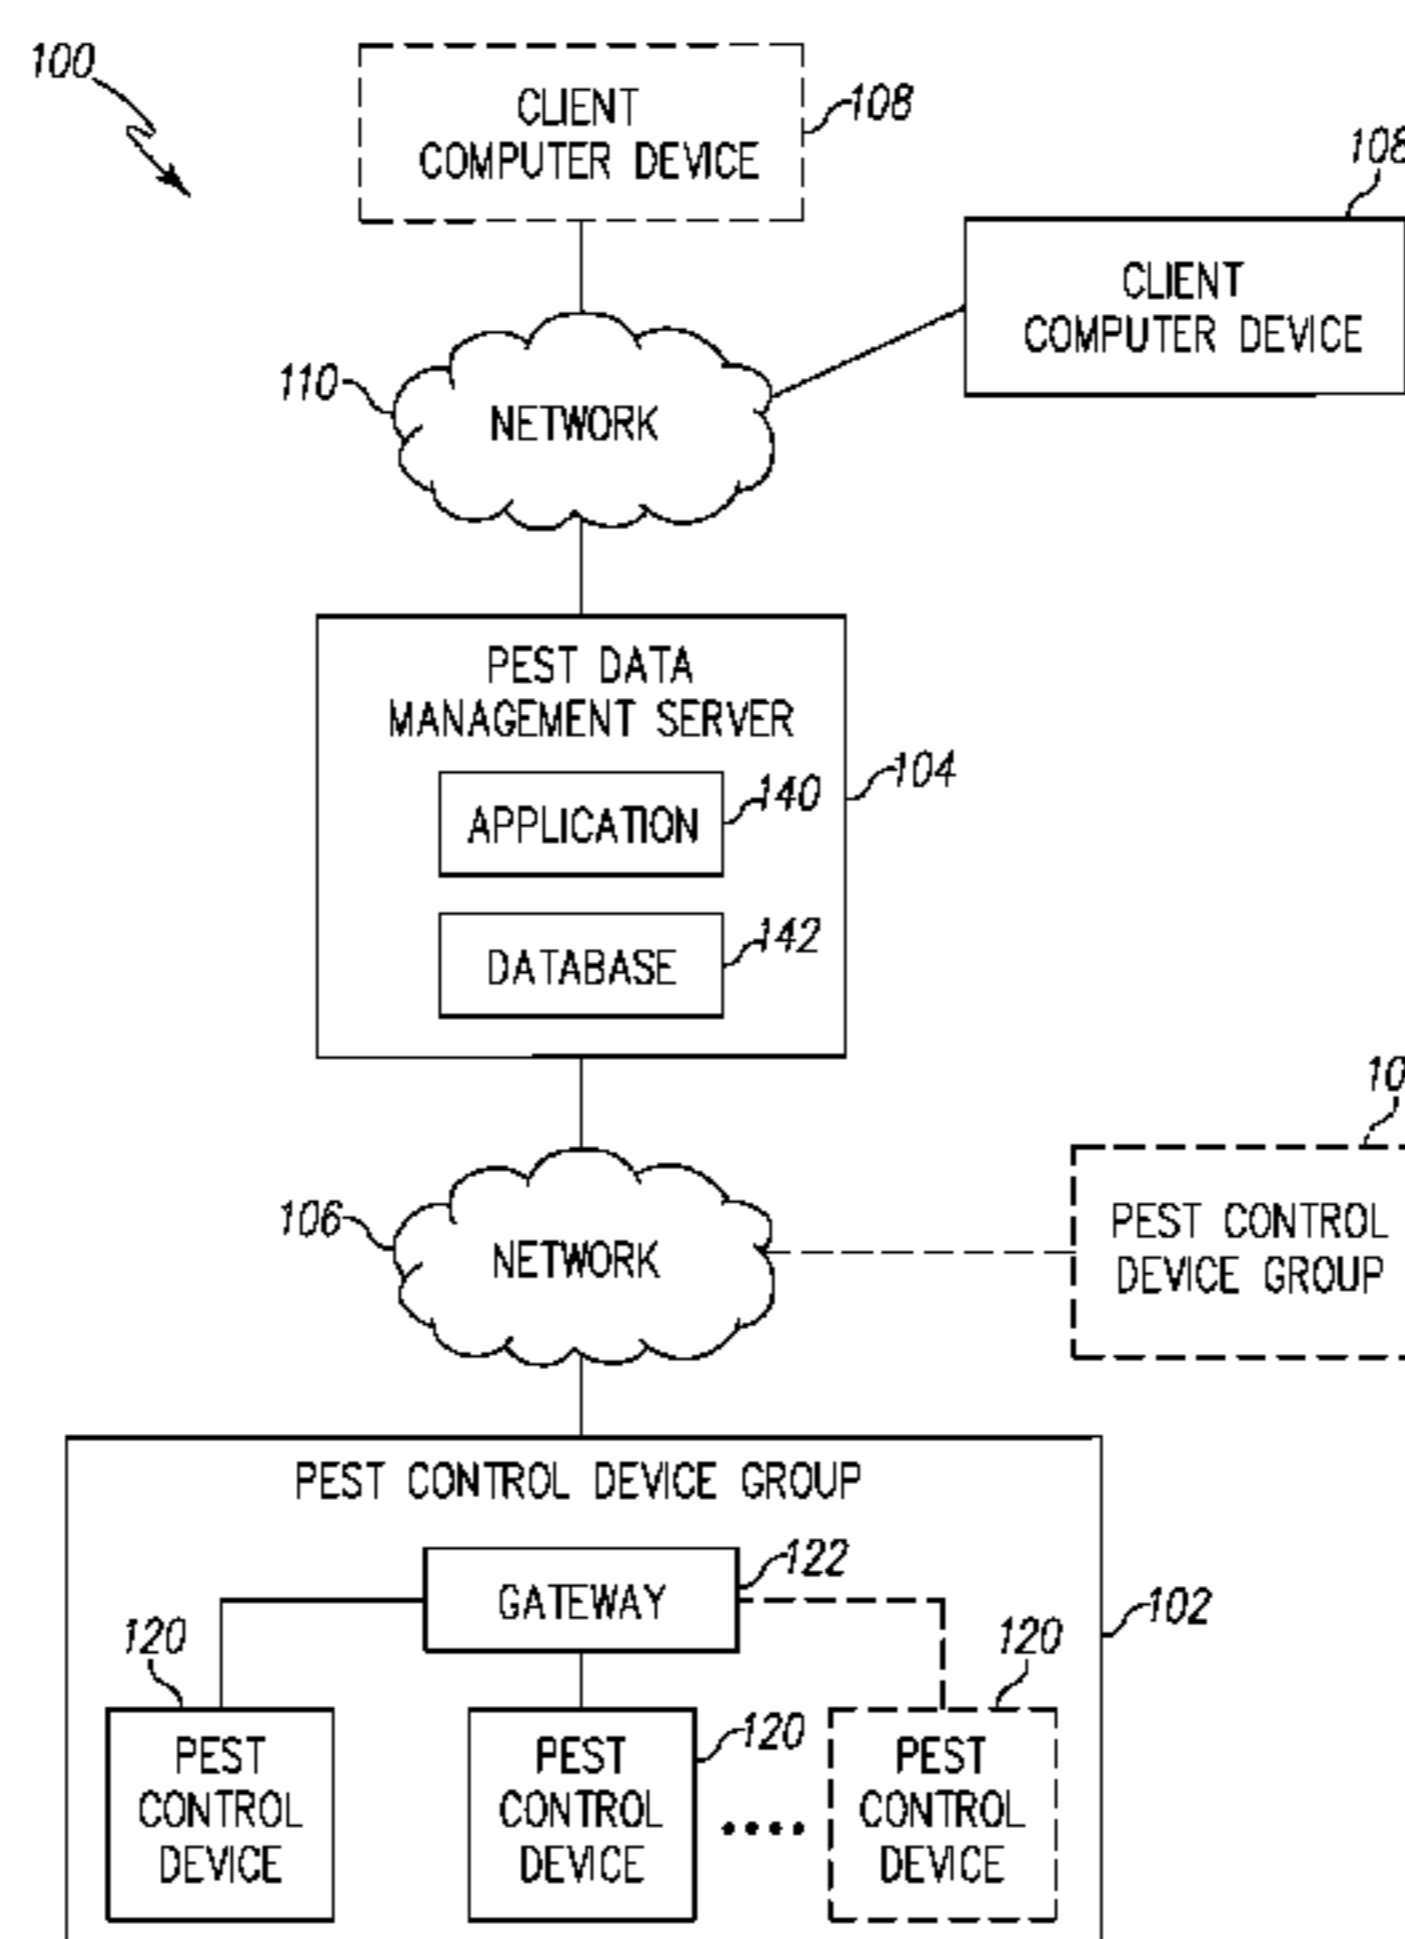 100
CLIENT
COMPUTER DEVICE
108
108
CLIENT
COMPUTER DEVICE
110
NETWORK
PEST DATA
MANAGEMENT SERVER
104
APPLICATION
140
DATABASE
142
106
NETWORK
PEST CONTROL
DEVICE GROUP
PEST CONTROL DEVICE GROUP
GATEWAY
122
102
120
PEST
CONTROL
DEVICE
PEST
CONTROL
DEVICE
120
....
120
PEST
CONTROL
DEVICE